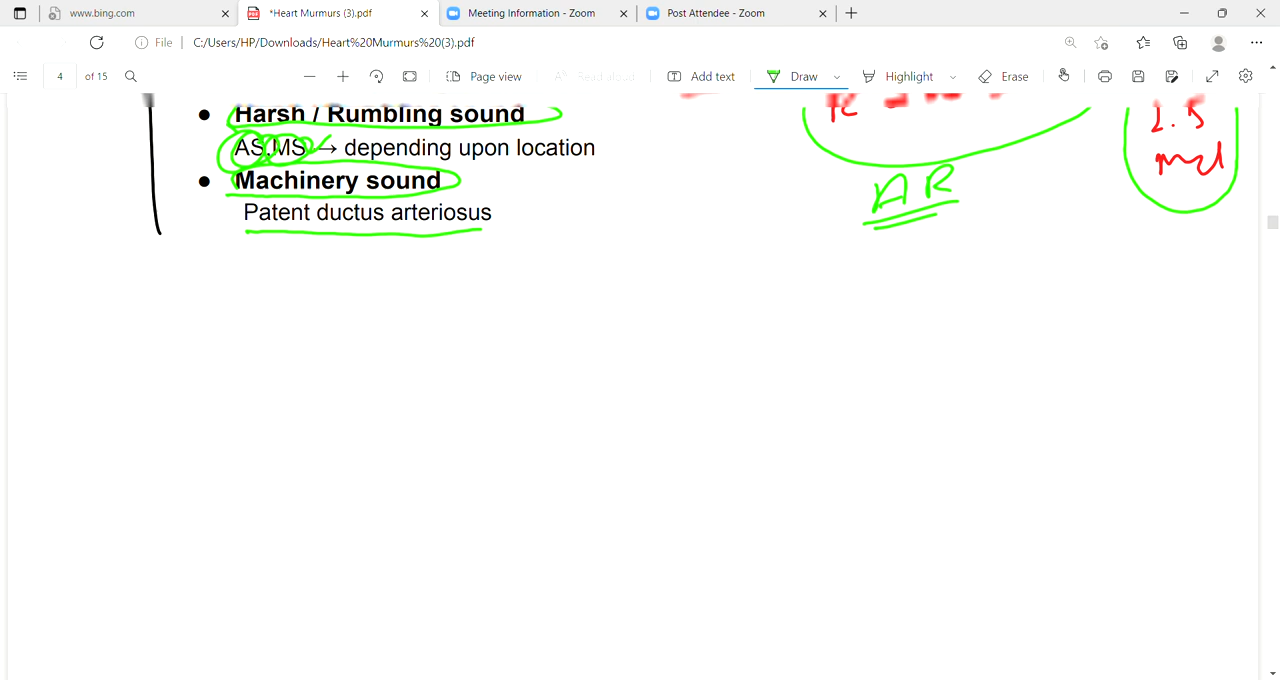 www.bing.com
*Heart Murmurs (3).pdf
Meeting Information - Zoom
Post Attendee - Zoom
File
C:/Users/HP/Downloads/Heart%20Murmurs%20(3).pdf
4 of 15
Page view
Read aloud
Add text
Draw
Highlight
Erase
● Harsh / Rumbling sound
AS,MS → depending upon location
● Machinery sound
Patent ductus arteriosus
AR